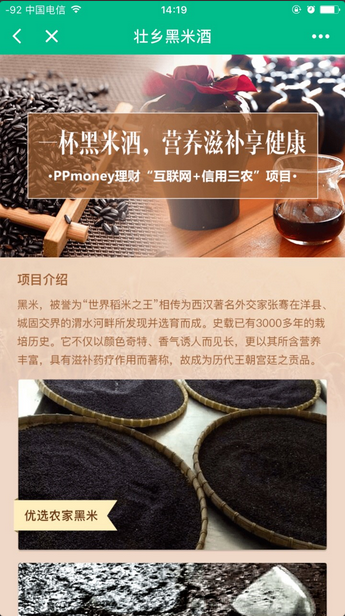 -92 中国电信 14:19
壮乡黑米酒
一杯黑米酒，营养滋补享健康
·PPmoney理财“互联网+信用三农”项目·
项目介绍
黑米，被誉为“世界稻米之王”相传为西汉著名外交家张骞在洋县、
城固交界的渭水河畔所发现并选育而成。史载已有3000多年的栽
培历史。它不仅以颜色奇特、香气诱人而见长，更以其所含营养
丰富，具有滋补药疗作用而著称，故成为历代王朝宫廷之贡品。
优选农家黑米